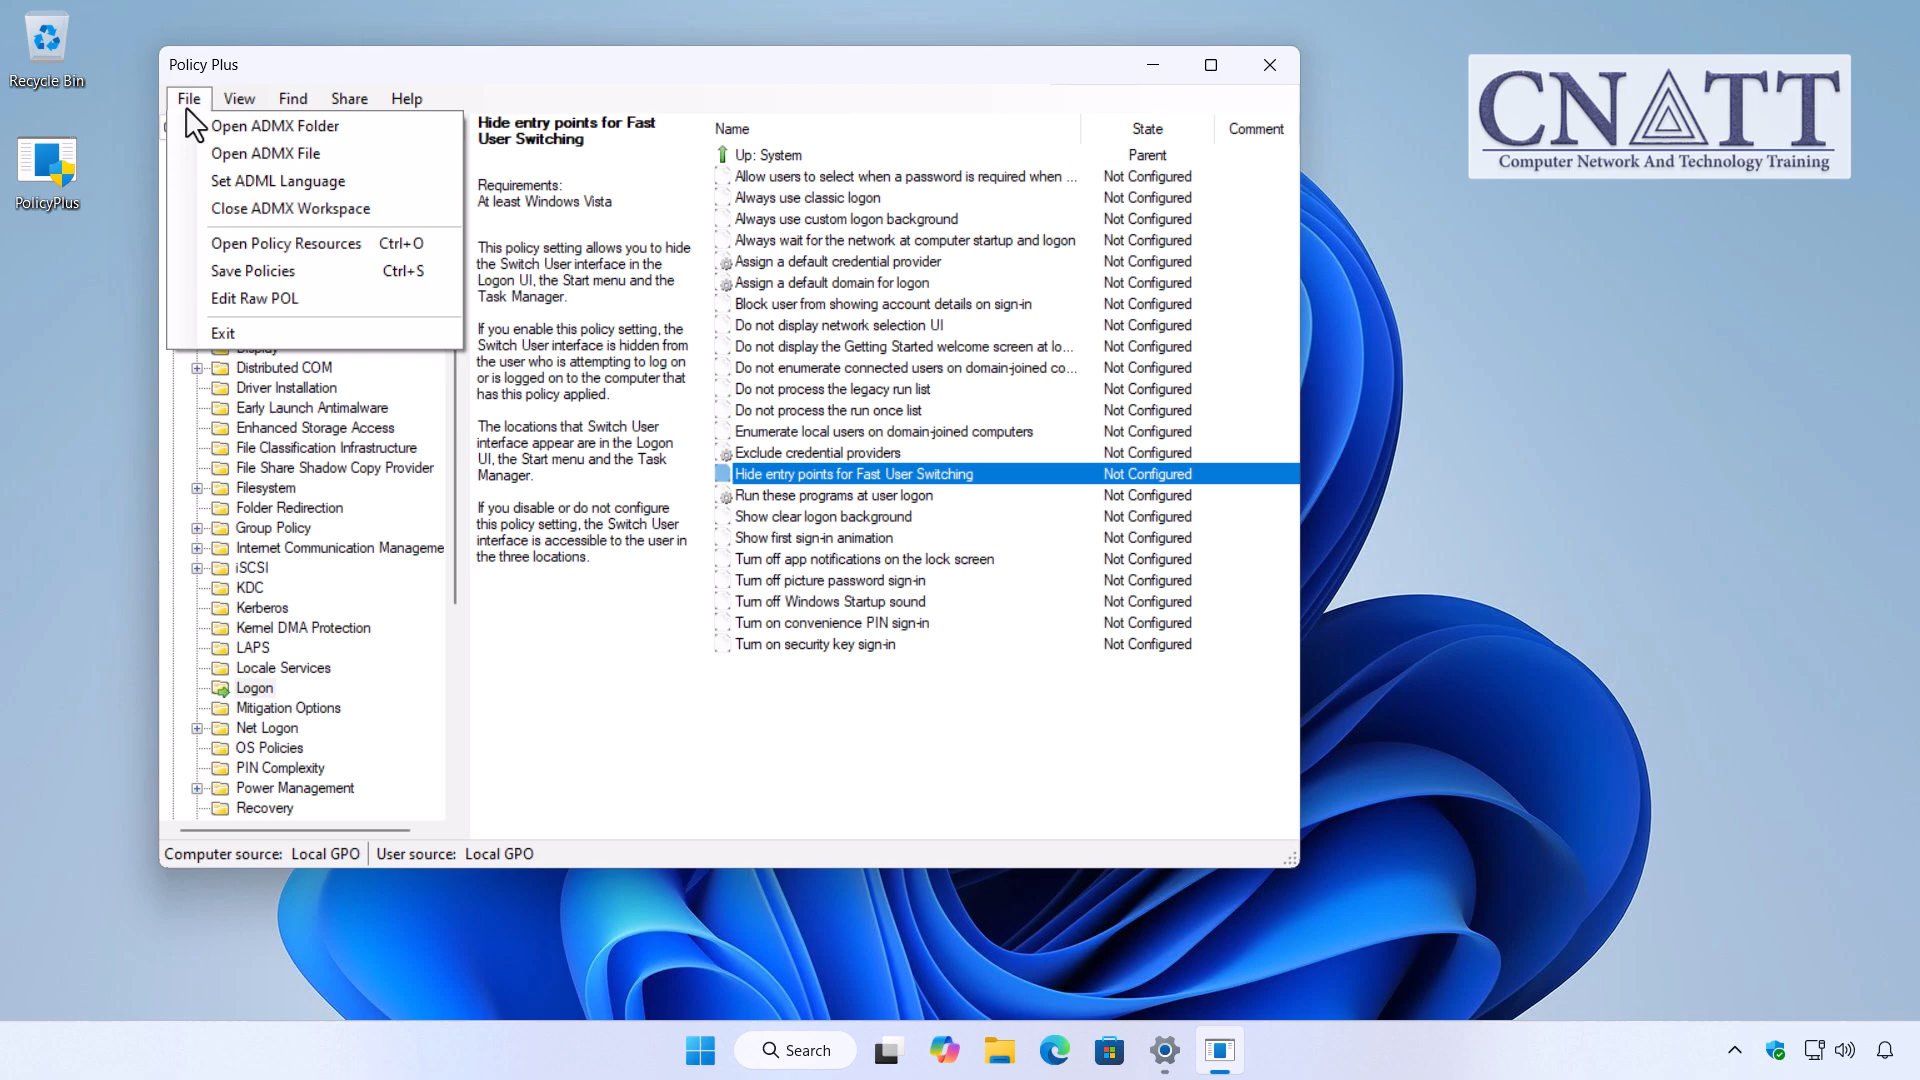 Recycle Bin
PolicyPlus
Policy Plus
File View Find Share Help
Open ADMX Folder
Open ADMX File
Set ADML Language
Close ADMX Workspace
Open Policy Resources Ctrl+O
Save Policies Ctrl+S
Edit Raw POL
Exit
Display
Distributed COM
Driver Installation
Early Launch Antimalware
Enhanced Storage Access
File Classification Infrastructure
File Share Shadow Copy Provider
Filesystem
Folder Redirection
Group Policy
Internet Communication Manageme
iSCSI
KDC
Kerberos
Kernel DMA Protection
LAPS
Locale Services
Logon
Mitigation Options
Net Logon
OS Policies
PIN Complexity
Power Management
Recovery
Hide entry points for Fast
User Switching
Requirements:
At least Windows Vista
This policy setting allows you to hide
the Switch User interface in the
Logon UI, the Start menu and the
Task Manager.
If you enable this policy setting, the
Switch User interface is hidden from
the user who is attempting to log on
or is logged on to the computer that
has this policy applied.
The locations that Switch User
interface appear are in the Logon
UI, the Start menu and the Task
Manager.
If you disable or do not configure
this policy setting, the Switch User
interface is accessible to the user in
the three locations.
Name State Comment
Up: System Parent
Allow users to select when a password is required when ... Not Configured
Always use classic logon Not Configured
Always use custom logon background Not Configured
Always wait for the network at computer startup and logon Not Configured
Assign a default credential provider Not Configured
Assign a default domain for logon Not Configured
Block user from showing account details on sign-in Not Configured
Do not display network selection UI Not Configured
Do not display the Getting Started welcome screen at lo... Not Configured
Do not enumerate connected users on domain-joined co... Not Configured
Do not process the legacy run list Not Configured
Do not process the run once list Not Configured
Enumerate local users on domain-joined computers Not Configured
Exclude credential providers Not Configured
Hide entry points for Fast User Switching Not Configured
Run these programs at user logon Not Configured
Show clear logon background Not Configured
Show first sign-in animation Not Configured
Turn off app notifications on the lock screen Not Configured
Turn off picture password sign-in Not Configured
Turn off Windows Startup sound Not Configured
Turn on convenience PIN sign-in Not Configured
Turn on security key sign-in Not Configured
Computer source: Local GPO User source: Local GPO
CNATT
Computer Network And Technology Training
Search